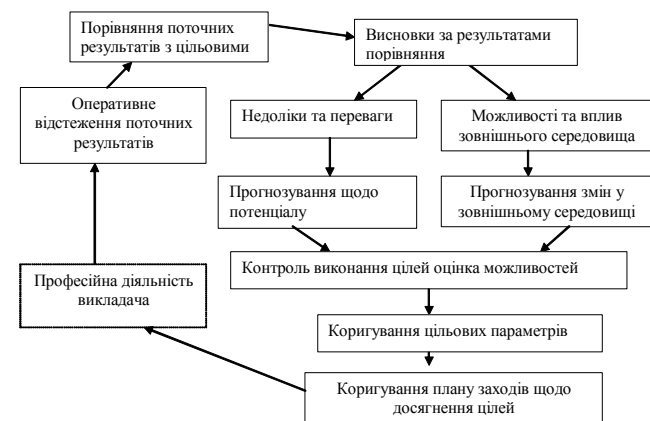 Порівняння поточних
результатів з цільовими
Висновки за результатами
порівняння
Оперативне
відстеження поточних
результатів
Недоліки та переваги
Можливості та вплив
зовнішнього середовища
Прогнозування щодо
потенціалу
Прогнозування змін у
зовнішньому середовищі
Професійна діяльність
викладача
Контроль виконання цілей оцінка можливостей
Коригування цільових параметрів
Коригування плану заходів щодо
досягнення цілей